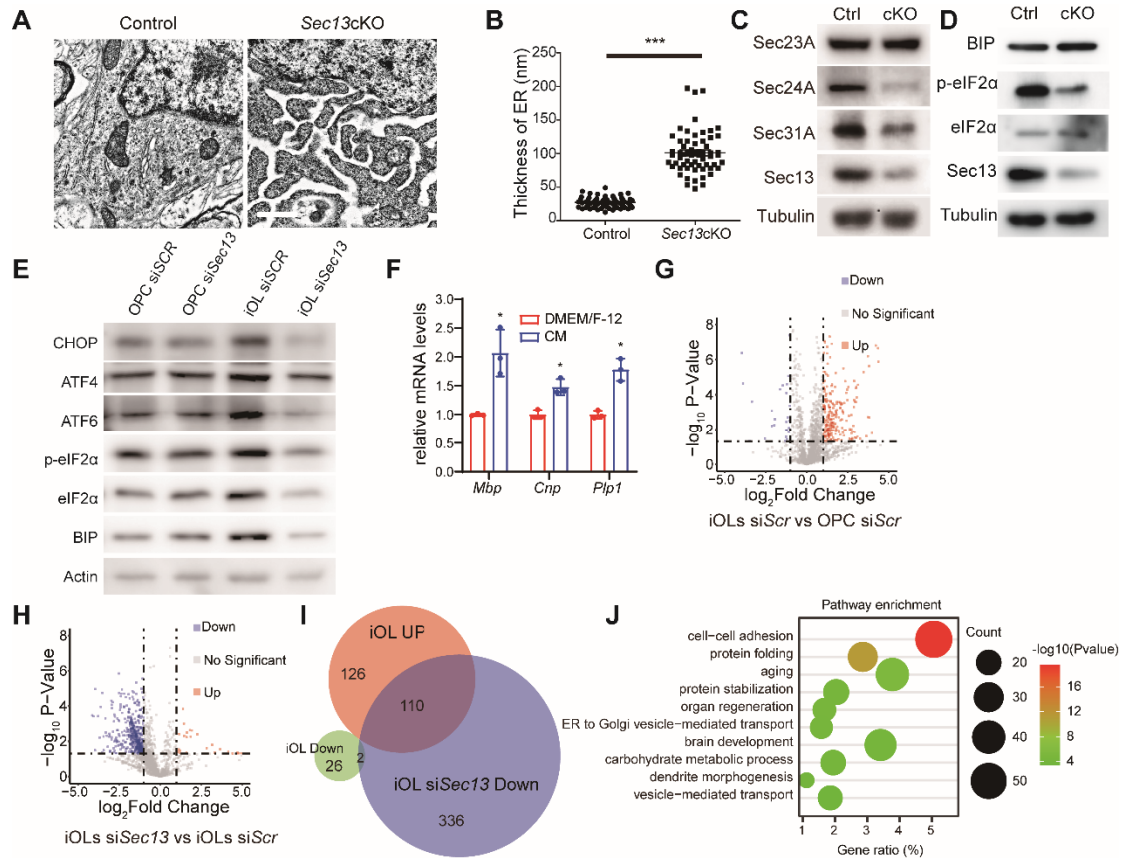 A
Control
Sec13cKO
B
Thickness of ER (nm)
250
200
150
100
50
0
***
Control
Sec13cKO
C
Ctrl cKO
Sec23A
Sec24A
Sec31A
Sec13
Tubulin
D
Ctrl cKO
BIP
p-eIF2α
eIF2α
Sec13
Tubulin
E
OPC siSCR
OPC siSec13
iOL siSCR
iOL siSec13
CHOP
ATF4
ATF6
p-eIF2α
eIF2α
BIP
Actin
F
relative mRNA levels
3.0
2.5
2.0
1.5
1.0
0.5
0.0
DMEM/F-12
CM
*
*
*
Mbp Cnp Plp1
G
Down
No Significant
Up
−log10 P-Value
8
6
4
2
0
−5.0 −2.5 0.0 2.5 5.0
log2Fold Change
iOLs siScr vs OPC siScr
H
Down
No Significant
Up
−log10 P-Value
8
6
4
2
0
−5.0 −2.5 0.0 2.5 5.0
log2Fold Change
iOLs siSec13 vs iOLs siScr
I
iOL UP
126
110
iOL Down
26
2
iOL siSec13 Down
336
J
Pathway enrichment
cell−cell adhesion
protein folding
aging
protein stabilization
organ regeneration
ER to Golgi vesicle−mediated transport
brain development
carbohydrate metabolic process
dendrite morphogenesis
vesicle−mediated transport
1 2 3 4 5
Gene ratio (%)
Count
20
30
40
50
-log10(Pvalue)
16
12
8
4